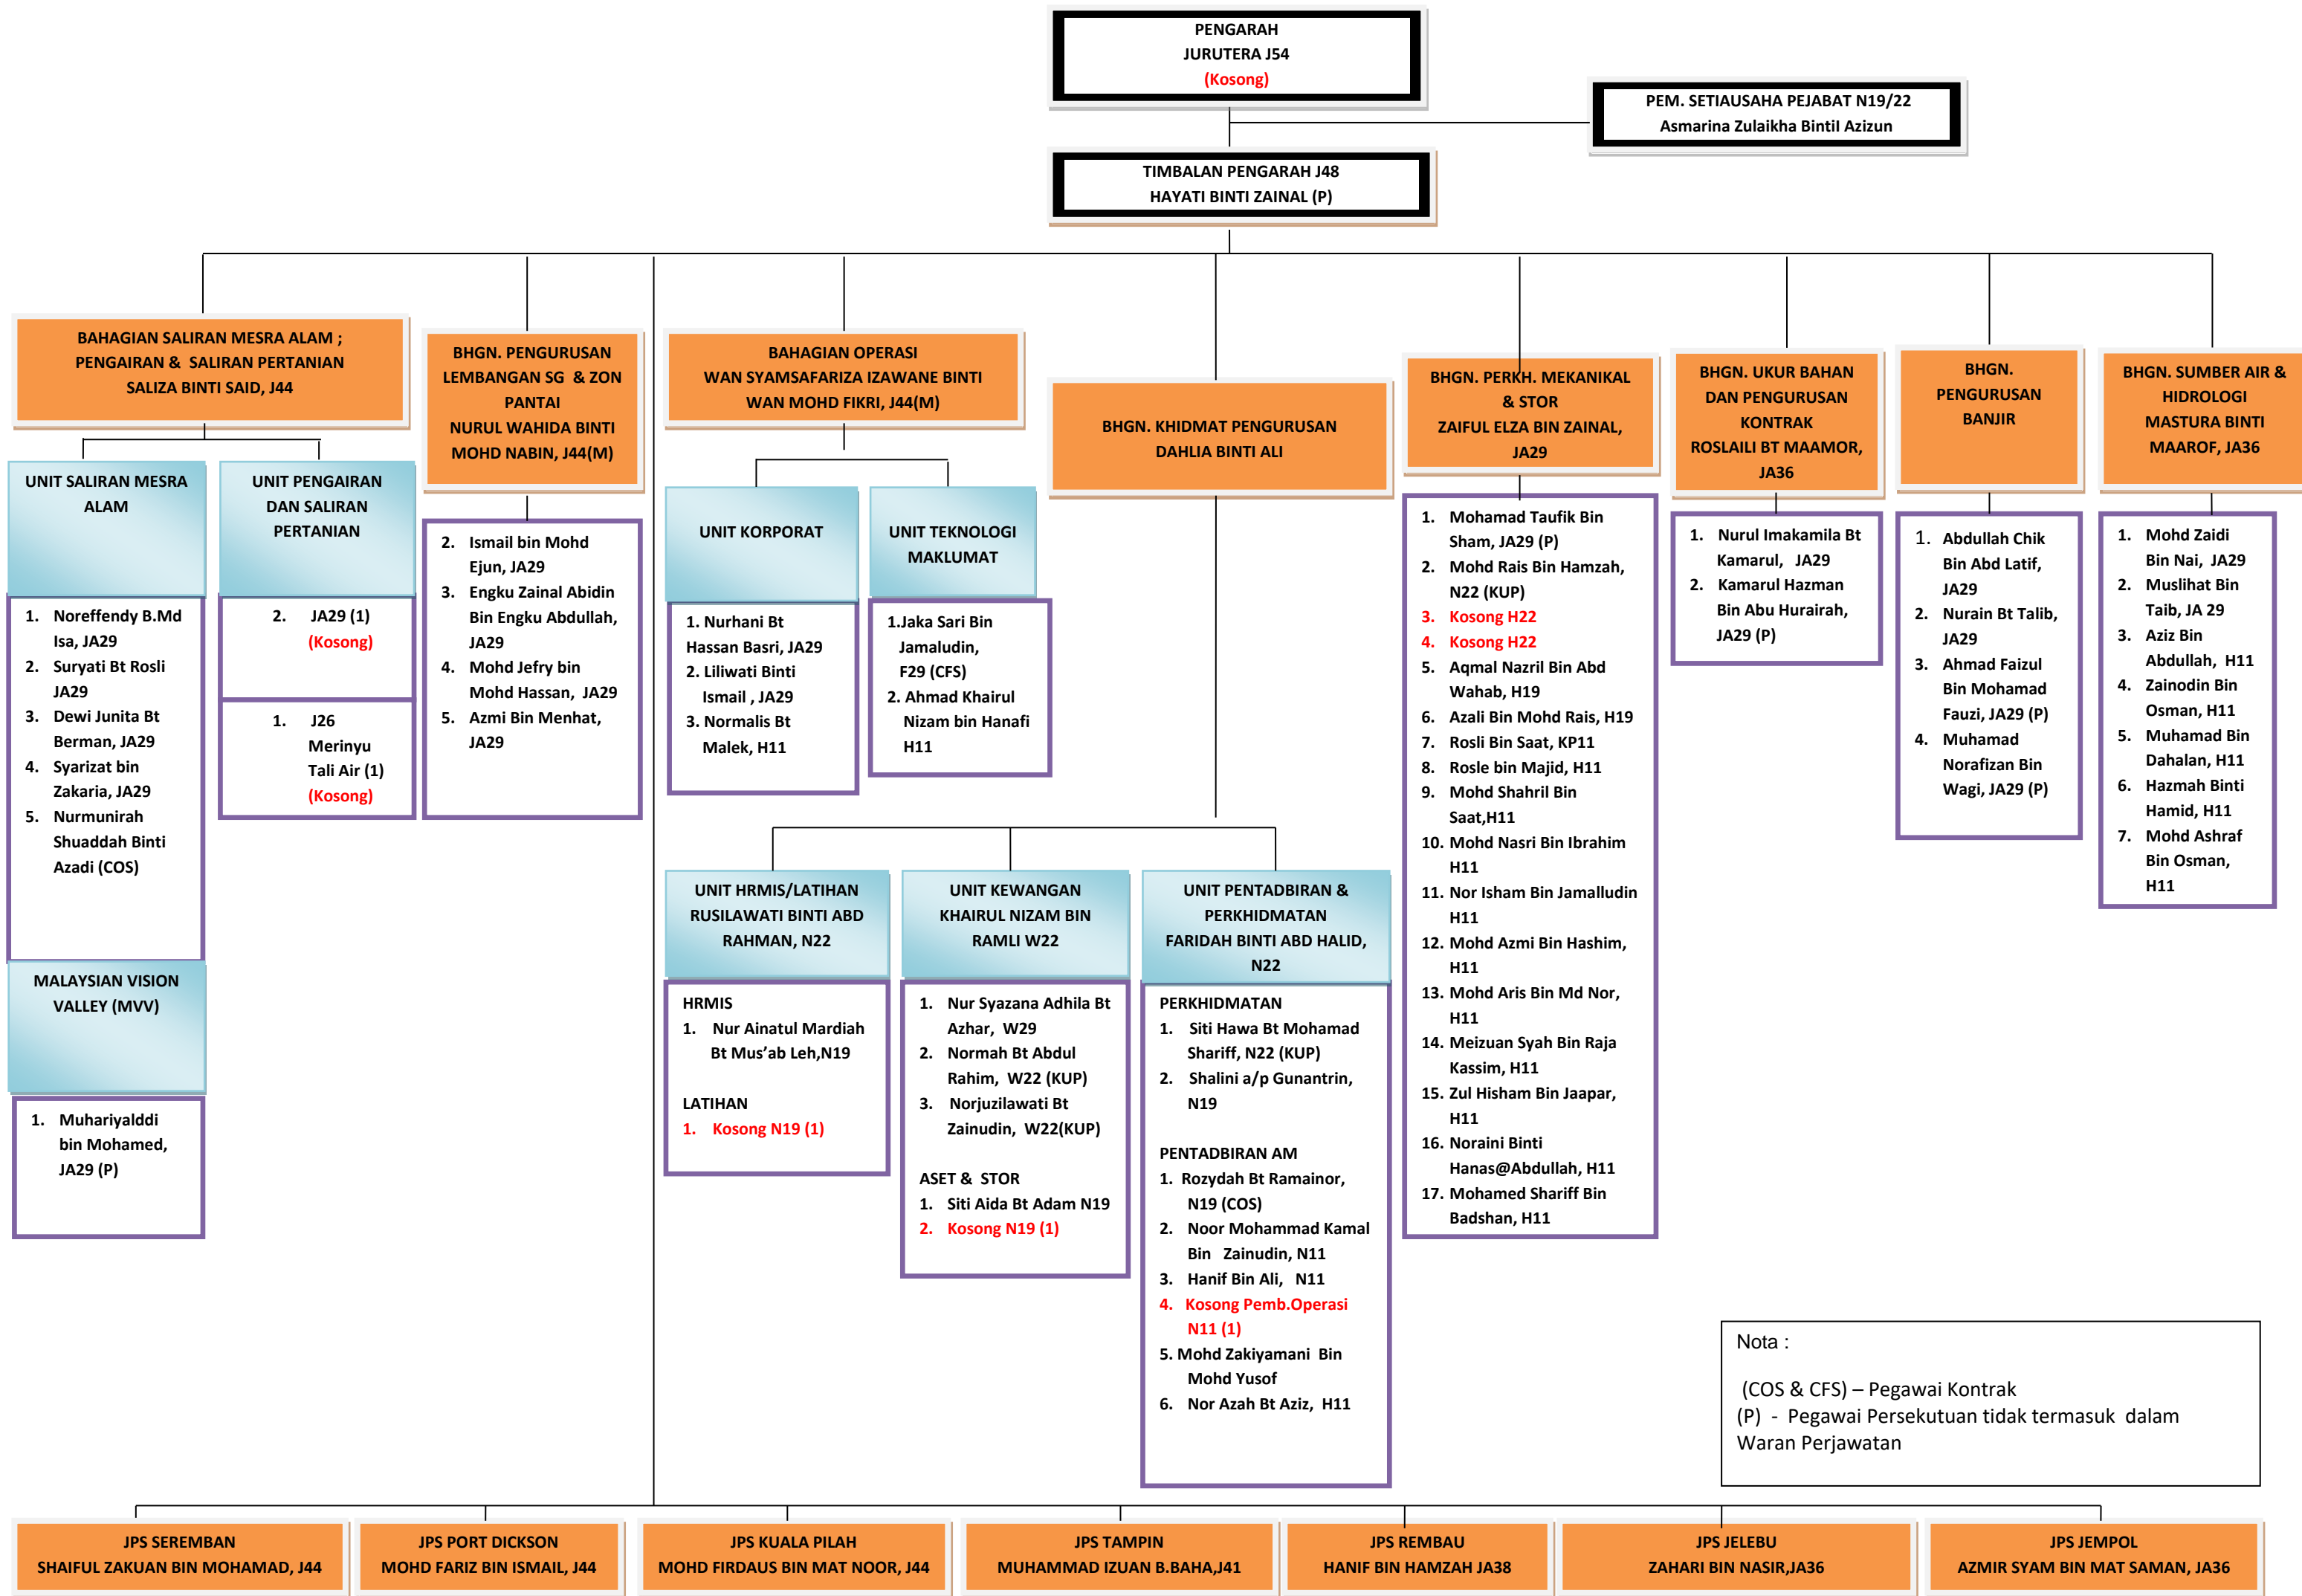 PENGARAH
JURUTERA J54
(Kosong)
PEM. SETIAUSAHA PEJABAT N19/22
Asmarina Zulaikha BintiI Azizun
TIMBALAN PENGARAH J48
HAYATI BINTI ZAINAL (P)
BAHAGIAN SALIRAN MESRA ALAM ;
PENGAIRAN & SALIRAN PERTANIAN
SALIZA BINTI SAID, J44
UNIT SALIRAN MESRA
ALAM
1. Noreffendy B.Md
Isa, JA29
2. Suryati Bt Rosli
JA29
3. Dewi Junita Bt
Berman, JA29
4. Syarizat bin
Zakaria, JA29
5. Nurmunirah
Shuaddah Binti
Azadi (COS)
MALAYSIAN VISION
VALLEY (MVV)
1. Muhariyalddi
bin Mohamed,
JA29 (P)
UNIT PENGAIRAN
DAN SALIRAN
PERTANIAN
2. JA29 (1)
(Kosong)
1. J26
Merinyu
Tali Air (1)
(Kosong)
BHGN. PENGURUSAN
LEMBANGAN SG & ZON
PANTAI
NURUL WAHIDA BINTI
MOHD NABIN, J44(M)
2. Ismail bin Mohd
Ejun, JA29
3. Engku Zainal Abidin
Bin Engku Abdullah,
JA29
4. Mohd Jefry bin
Mohd Hassan, JA29
5. Azmi Bin Menhat,
JA29
BAHAGIAN OPERASI
WAN SYAMSAFARIZA IZAWANE BINTI
WAN MOHD FIKRI, J44(M)
UNIT KORPORAT
1. Nurhani Bt
Hassan Basri, JA29
2. Liliwati Binti
Ismail , JA29
3. Normalis Bt
Malek, H11
UNIT TEKNOLOGI
MAKLUMAT
1.Jaka Sari Bin
Jamaludin,
F29 (CFS)
2. Ahmad Khairul
Nizam bin Hanafi
H11
BHGN. KHIDMAT PENGURUSAN
DAHLIA BINTI ALI
UNIT HRMIS/LATIHAN
RUSILAWATI BINTI ABD
RAHMAN, N22
HRMIS
1. Nur Ainatul Mardiah
Bt Mus’ab Leh,N19
LATIHAN
1. Kosong N19 (1)
UNIT KEWANGAN
KHAIRUL NIZAM BIN
RAMLI W22
1. Nur Syazana Adhila Bt
Azhar, W29
2. Normah Bt Abdul
Rahim, W22 (KUP)
3. Norjuzilawati Bt
Zainudin, W22(KUP)
ASET & STOR
1. Siti Aida Bt Adam N19
2. Kosong N19 (1)
UNIT PENTADBIRAN &
PERKHIDMATAN
FARIDAH BINTI ABD HALID,
N22
PERKHIDMATAN
1. Siti Hawa Bt Mohamad
Shariff, N22 (KUP)
2. Shalini a/p Gunantrin,
N19
PENTADBIRAN AM
1. Rozydah Bt Ramainor,
N19 (COS)
2. Noor Mohammad Kamal
Bin Zainudin, N11
3. Hanif Bin Ali, N11
4. Kosong Pemb.Operasi
N11 (1)
5. Mohd Zakiyamani Bin
Mohd Yusof
6. Nor Azah Bt Aziz, H11
BHGN. PERKH. MEKANIKAL
& STOR
ZAIFUL ELZA BIN ZAINAL,
JA29
1. Mohamad Taufik Bin
Sham, JA29 (P)
2. Mohd Rais Bin Hamzah,
N22 (KUP)
3. Kosong H22
4. Kosong H22
5. Aqmal Nazril Bin Abd
Wahab, H19
6. Azali Bin Mohd Rais, H19
7. Rosli Bin Saat, KP11
8. Rosle bin Majid, H11
9. Mohd Shahril Bin
Saat,H11
10. Mohd Nasri Bin Ibrahim
H11
11. Nor Isham Bin Jamalludin
H11
12. Mohd Azmi Bin Hashim,
H11
13. Mohd Aris Bin Md Nor,
H11
14. Meizuan Syah Bin Raja
Kassim, H11
15. Zul Hisham Bin Jaapar,
H11
16. Noraini Binti
Hanas@Abdullah, H11
17. Mohamed Shariff Bin
Badshan, H11
BHGN. UKUR BAHAN
DAN PENGURUSAN
KONTRAK
ROSLAILI BT MAAMOR,
JA36
1. Nurul Imakamila Bt
Kamarul, JA29
2. Kamarul Hazman
Bin Abu Hurairah,
JA29 (P)
BHGN.
PENGURUSAN
BANJIR
1. Abdullah Chik
Bin Abd Latif,
JA29
2. Nurain Bt Talib,
JA29
3. Ahmad Faizul
Bin Mohamad
Fauzi, JA29 (P)
4. Muhamad
Norafizan Bin
Wagi, JA29 (P)
BHGN. SUMBER AIR &
HIDROLOGI
MASTURA BINTI
MAAROF, JA36
1. Mohd Zaidi
Bin Nai, JA29
2. Muslihat Bin
Taib, JA 29
3. Aziz Bin
Abdullah, H11
4. Zainodin Bin
Osman, H11
5. Muhamad Bin
Dahalan, H11
6. Hazmah Binti
Hamid, H11
7. Mohd Ashraf
Bin Osman,
H11
Nota :
(COS & CFS) – Pegawai Kontrak
(P) - Pegawai Persekutuan tidak termasuk dalam
Waran Perjawatan
JPS SEREMBAN
SHAIFUL ZAKUAN BIN MOHAMAD, J44
JPS PORT DICKSON
MOHD FARIZ BIN ISMAIL, J44
JPS KUALA PILAH
MOHD FIRDAUS BIN MAT NOOR, J44
JPS TAMPIN
MUHAMMAD IZUAN B.BAHA,J41
JPS REMBAU
HANIF BIN HAMZAH JA38
JPS JELEBU
ZAHARI BIN NASIR,JA36
JPS JEMPOL
AZMIR SYAM BIN MAT SAMAN, JA36